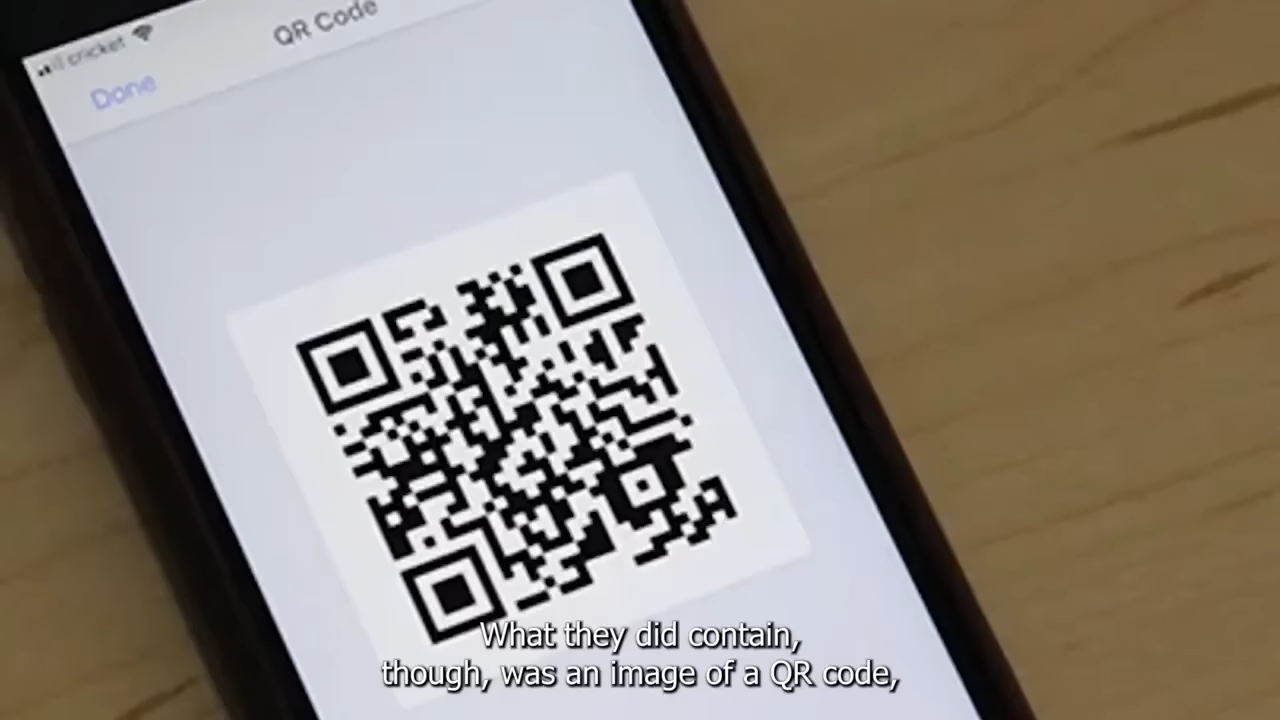 cricket
QR Code
Done
What they did contain,
though, was an image of a QR code,